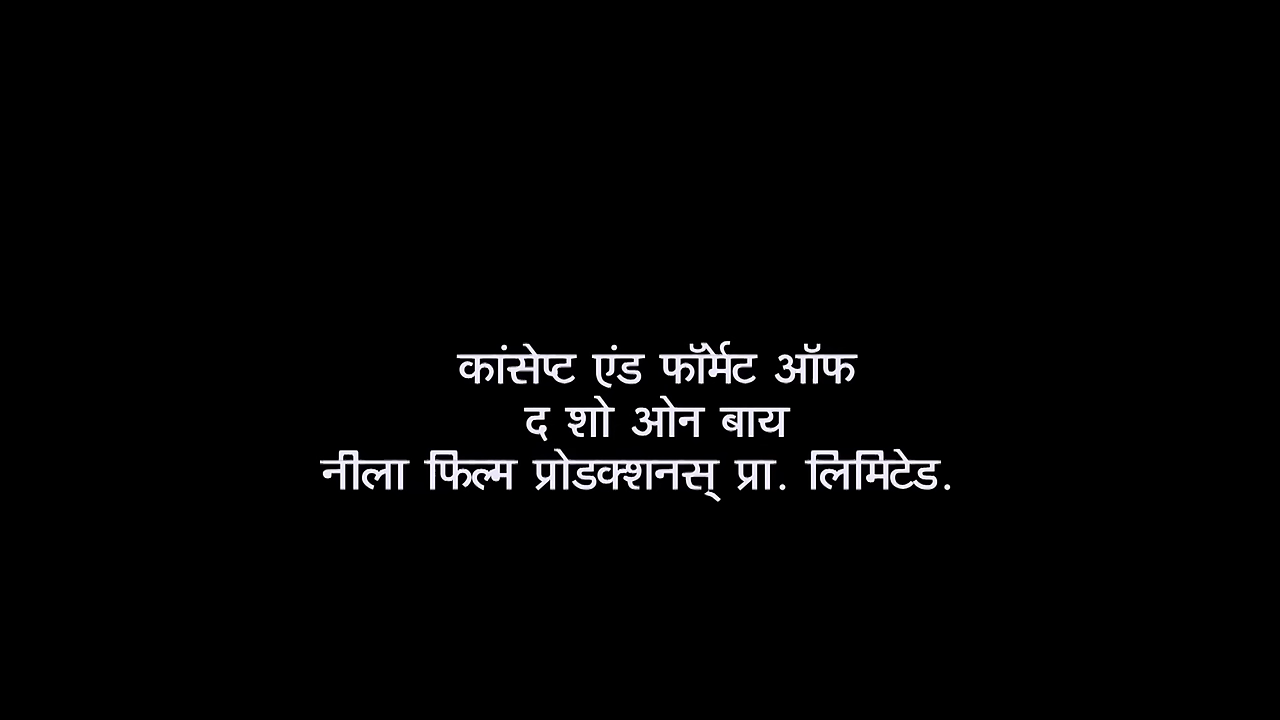 कांसेप्ट एंड फॉर्मेट ऑफ
द शो ओन बाय
नीला फिल्म प्रोडक्शनस् प्रा. लिमिटेड.